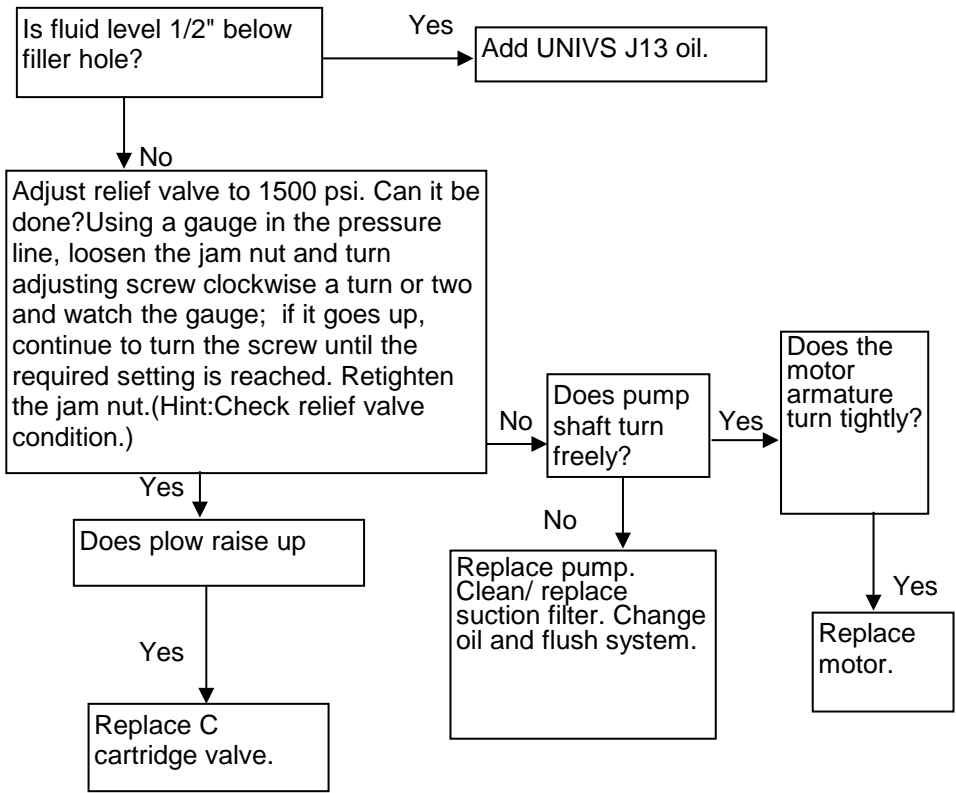 Is fluid level 1/2" below
filler hole?
Yes
Add UNIVS J13 oil.
No
Adjust relief valve to 1500 psi. Can it be
done?Using a gauge in the pressure
line, loosen the jam nut and turn
adjusting screw clockwise a turn or two
and watch the gauge;  if it goes up,
continue to turn the screw until the
required setting is reached. Retighten
the jam nut.(Hint:Check relief valve
condition.)
No
Does pump
shaft turn
freely?
Yes
Does the
motor
armature
turn tightly?
Yes
Does plow raise up
No
Replace pump.
Clean/ replace
suction filter. Change
oil and flush system.
Yes
Replace
motor.
Yes
Replace C
cartridge valve.